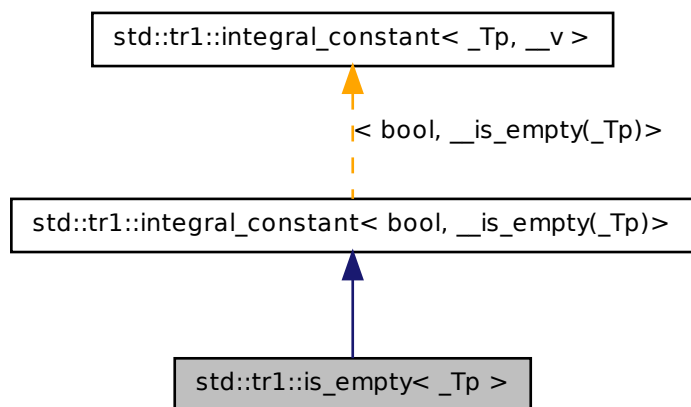 std::tr1::integral_constant< _Tp, __v >
< bool, __is_empty(_Tp)>
std::tr1::integral_constant< bool, __is_empty(_Tp)>
std::tr1::is_empty< _Tp >